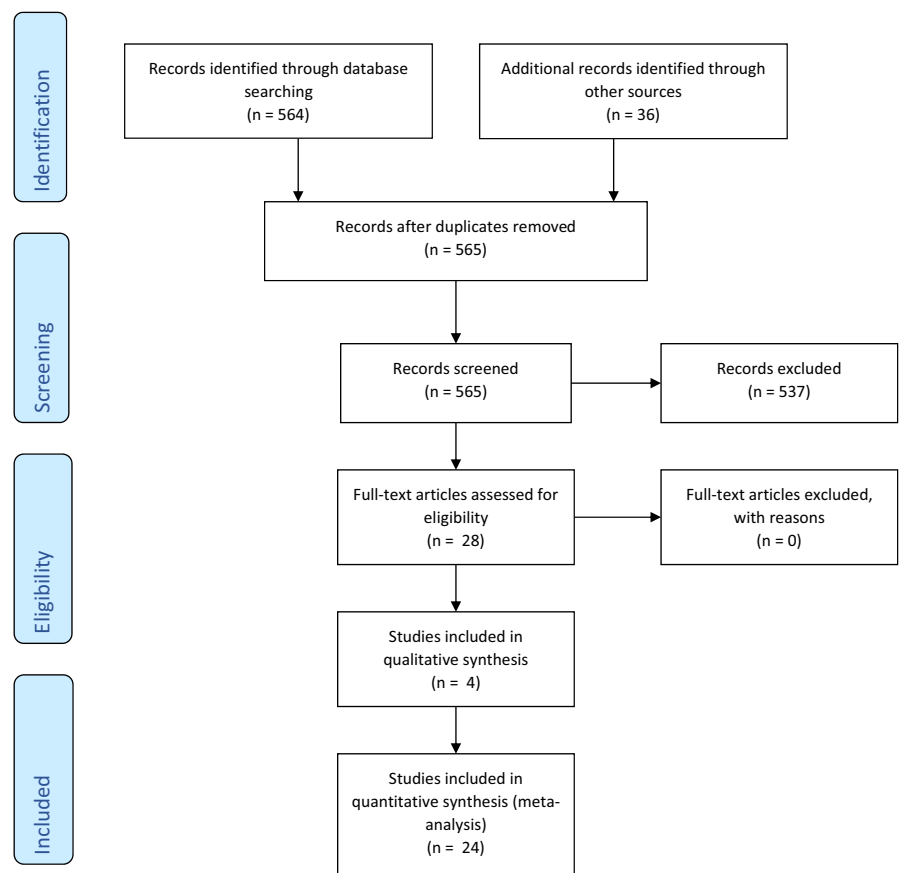 Identification
Records identified through database
searching
(n = 564)
Additional records identified through
other sources
(n = 36)
Records after duplicates removed
(n = 565)
Screening
Records screened
(n = 565)
Records excluded
(n = 537)
Eligibility
Full-text articles assessed for
eligibility
(n = 28)
Full-text articles excluded,
with reasons
(n = 0)
Studies included in
qualitative synthesis
(n = 4)
Included
Studies included in
quantitative synthesis (meta-
analysis)
(n = 24)